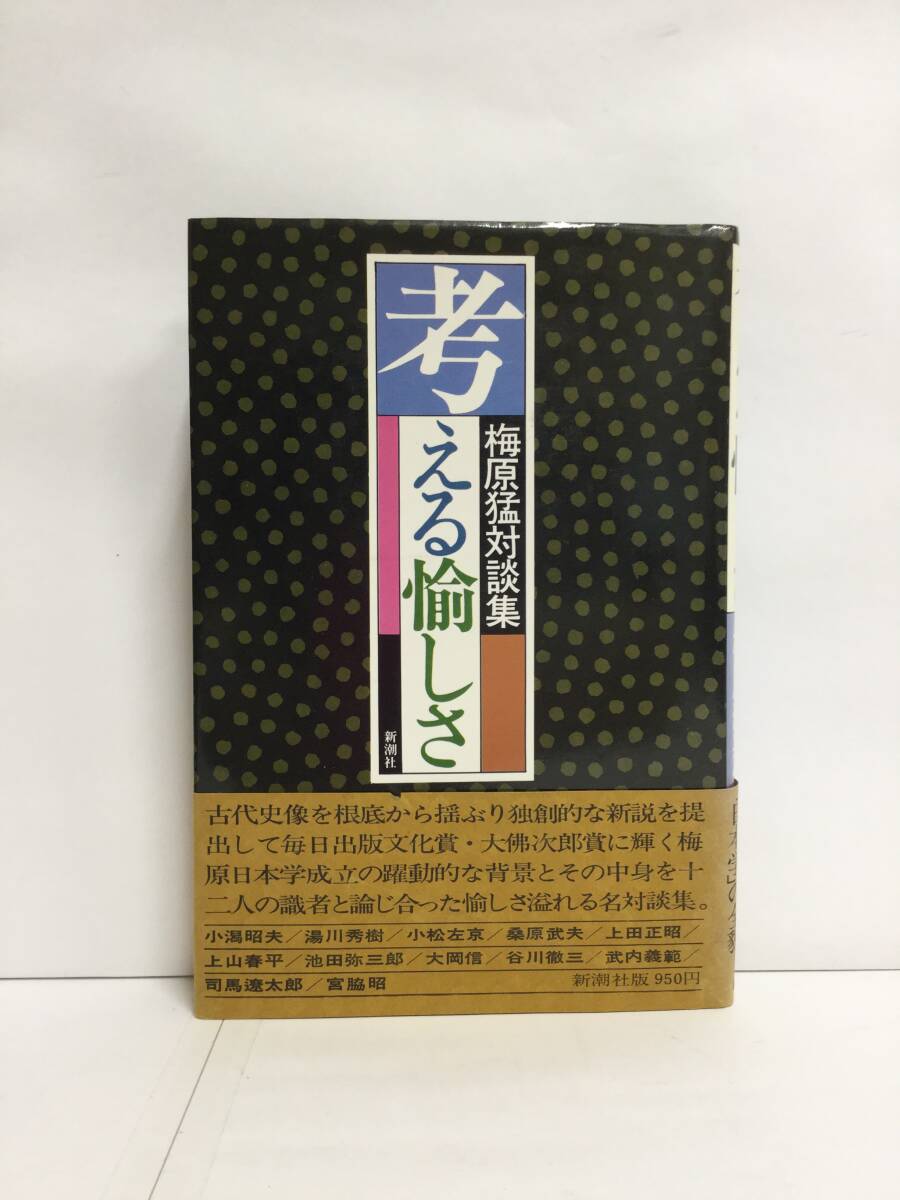 考える愉しさ
梅原猛対談集
新潮社
古代史像を根底から揺ぶり独創的な新説を提
出して毎日出版文化賞・大佛次郎賞に輝く梅
原日本学成立の躍動的な背景とその中身を十
二人の識者と論じ合った愉しさ溢れる名対談集。
小潟昭夫／湯川秀樹／小松左京／桑原武夫／上田正昭／
上山春平／池田弥三郎／大岡信／谷川徹三／武内義範／
司馬遼太郎／宮脇昭
新潮社版 950円